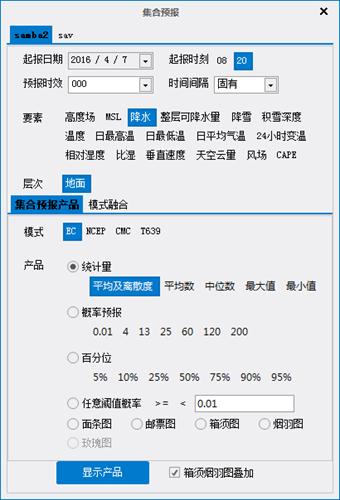 集合预报
samba2 sav
起报日期 2016 / 4 / 7 起报时刻 08 20
预报时效 000 时间间隔 固有
要素 高度场 MSL 降水 整层可降水量 降雪 积雪深度
温度 日最高温 日最低温 日平均气温 24小时变温
相对湿度 比湿 垂直速度 天空云量 风场 CAPE
层次 地面
集合预报产品 模式融合
模式 EC NCEP CMC T639
产品 统计量
平均及离散度 平均数 中位数 最大值 最小值
概率预报
0.01 4 13 25 60 120 200
百分位
5% 10% 25% 50% 75% 90% 95%
任意阈值概率 >= < 0.01
面条图 邮票图 箱须图 烟羽图
玫瑰图
显示产品 箱须烟羽图叠加